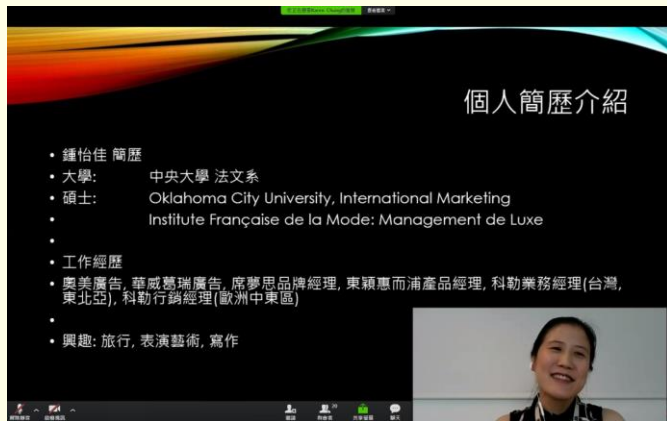 個人簡歷介紹
• 鍾怡佳 簡歷
• 大學: 中央大學 法文系
• 碩士: Oklahoma City University, International Marketing
• Institute Française de la Mode: Management de Luxe
•
• 工作經歷
• 奧美廣告, 華威葛瑞廣告, 席夢思品牌經理, 東穎惠而浦產品經理, 科勒業務經理(台灣,
東北亞), 科勒行銷經理(歐洲中東區)
•
• 興趣: 旅行, 表演藝術, 寫作